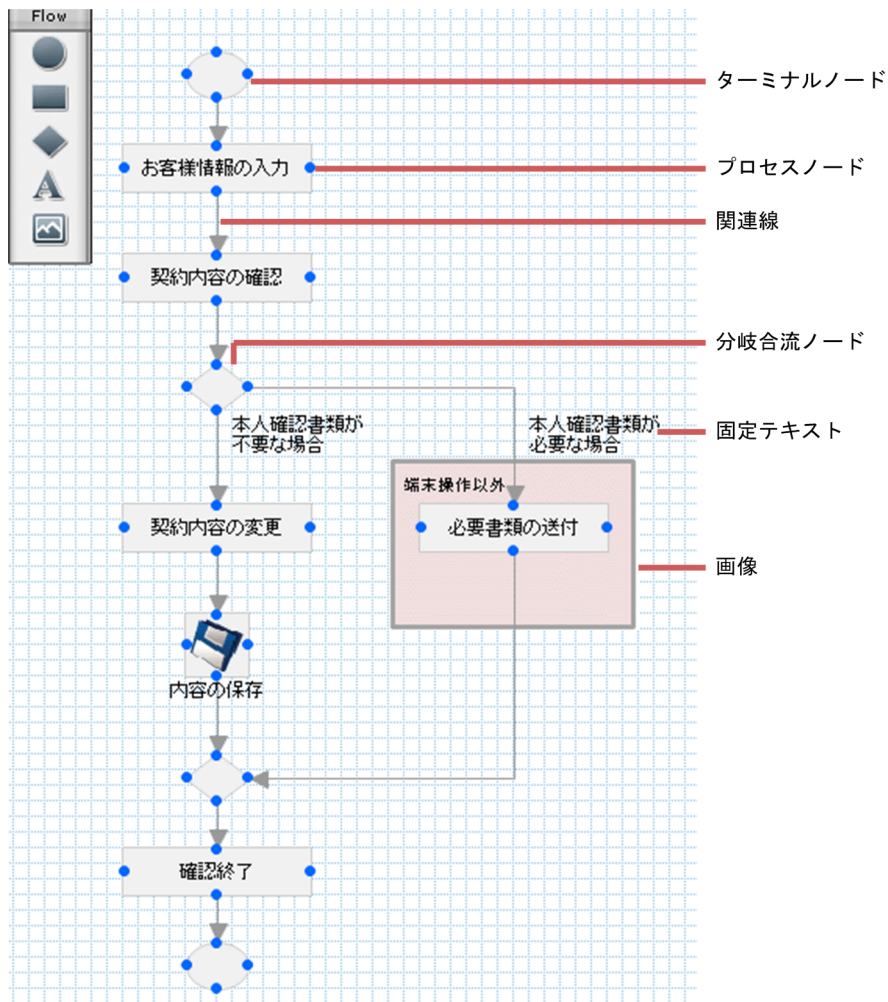 Flow
ターミナルノード
お客様情報の入力
プロセスノード
関連線
契約内容の確認
分岐合流ノード
本人確認書類が
不要な場合
本人確認書類が
必要な場合
固定テキスト
端末操作以外
契約内容の変更
必要書類の送付
画像
内容の保存
確認終了